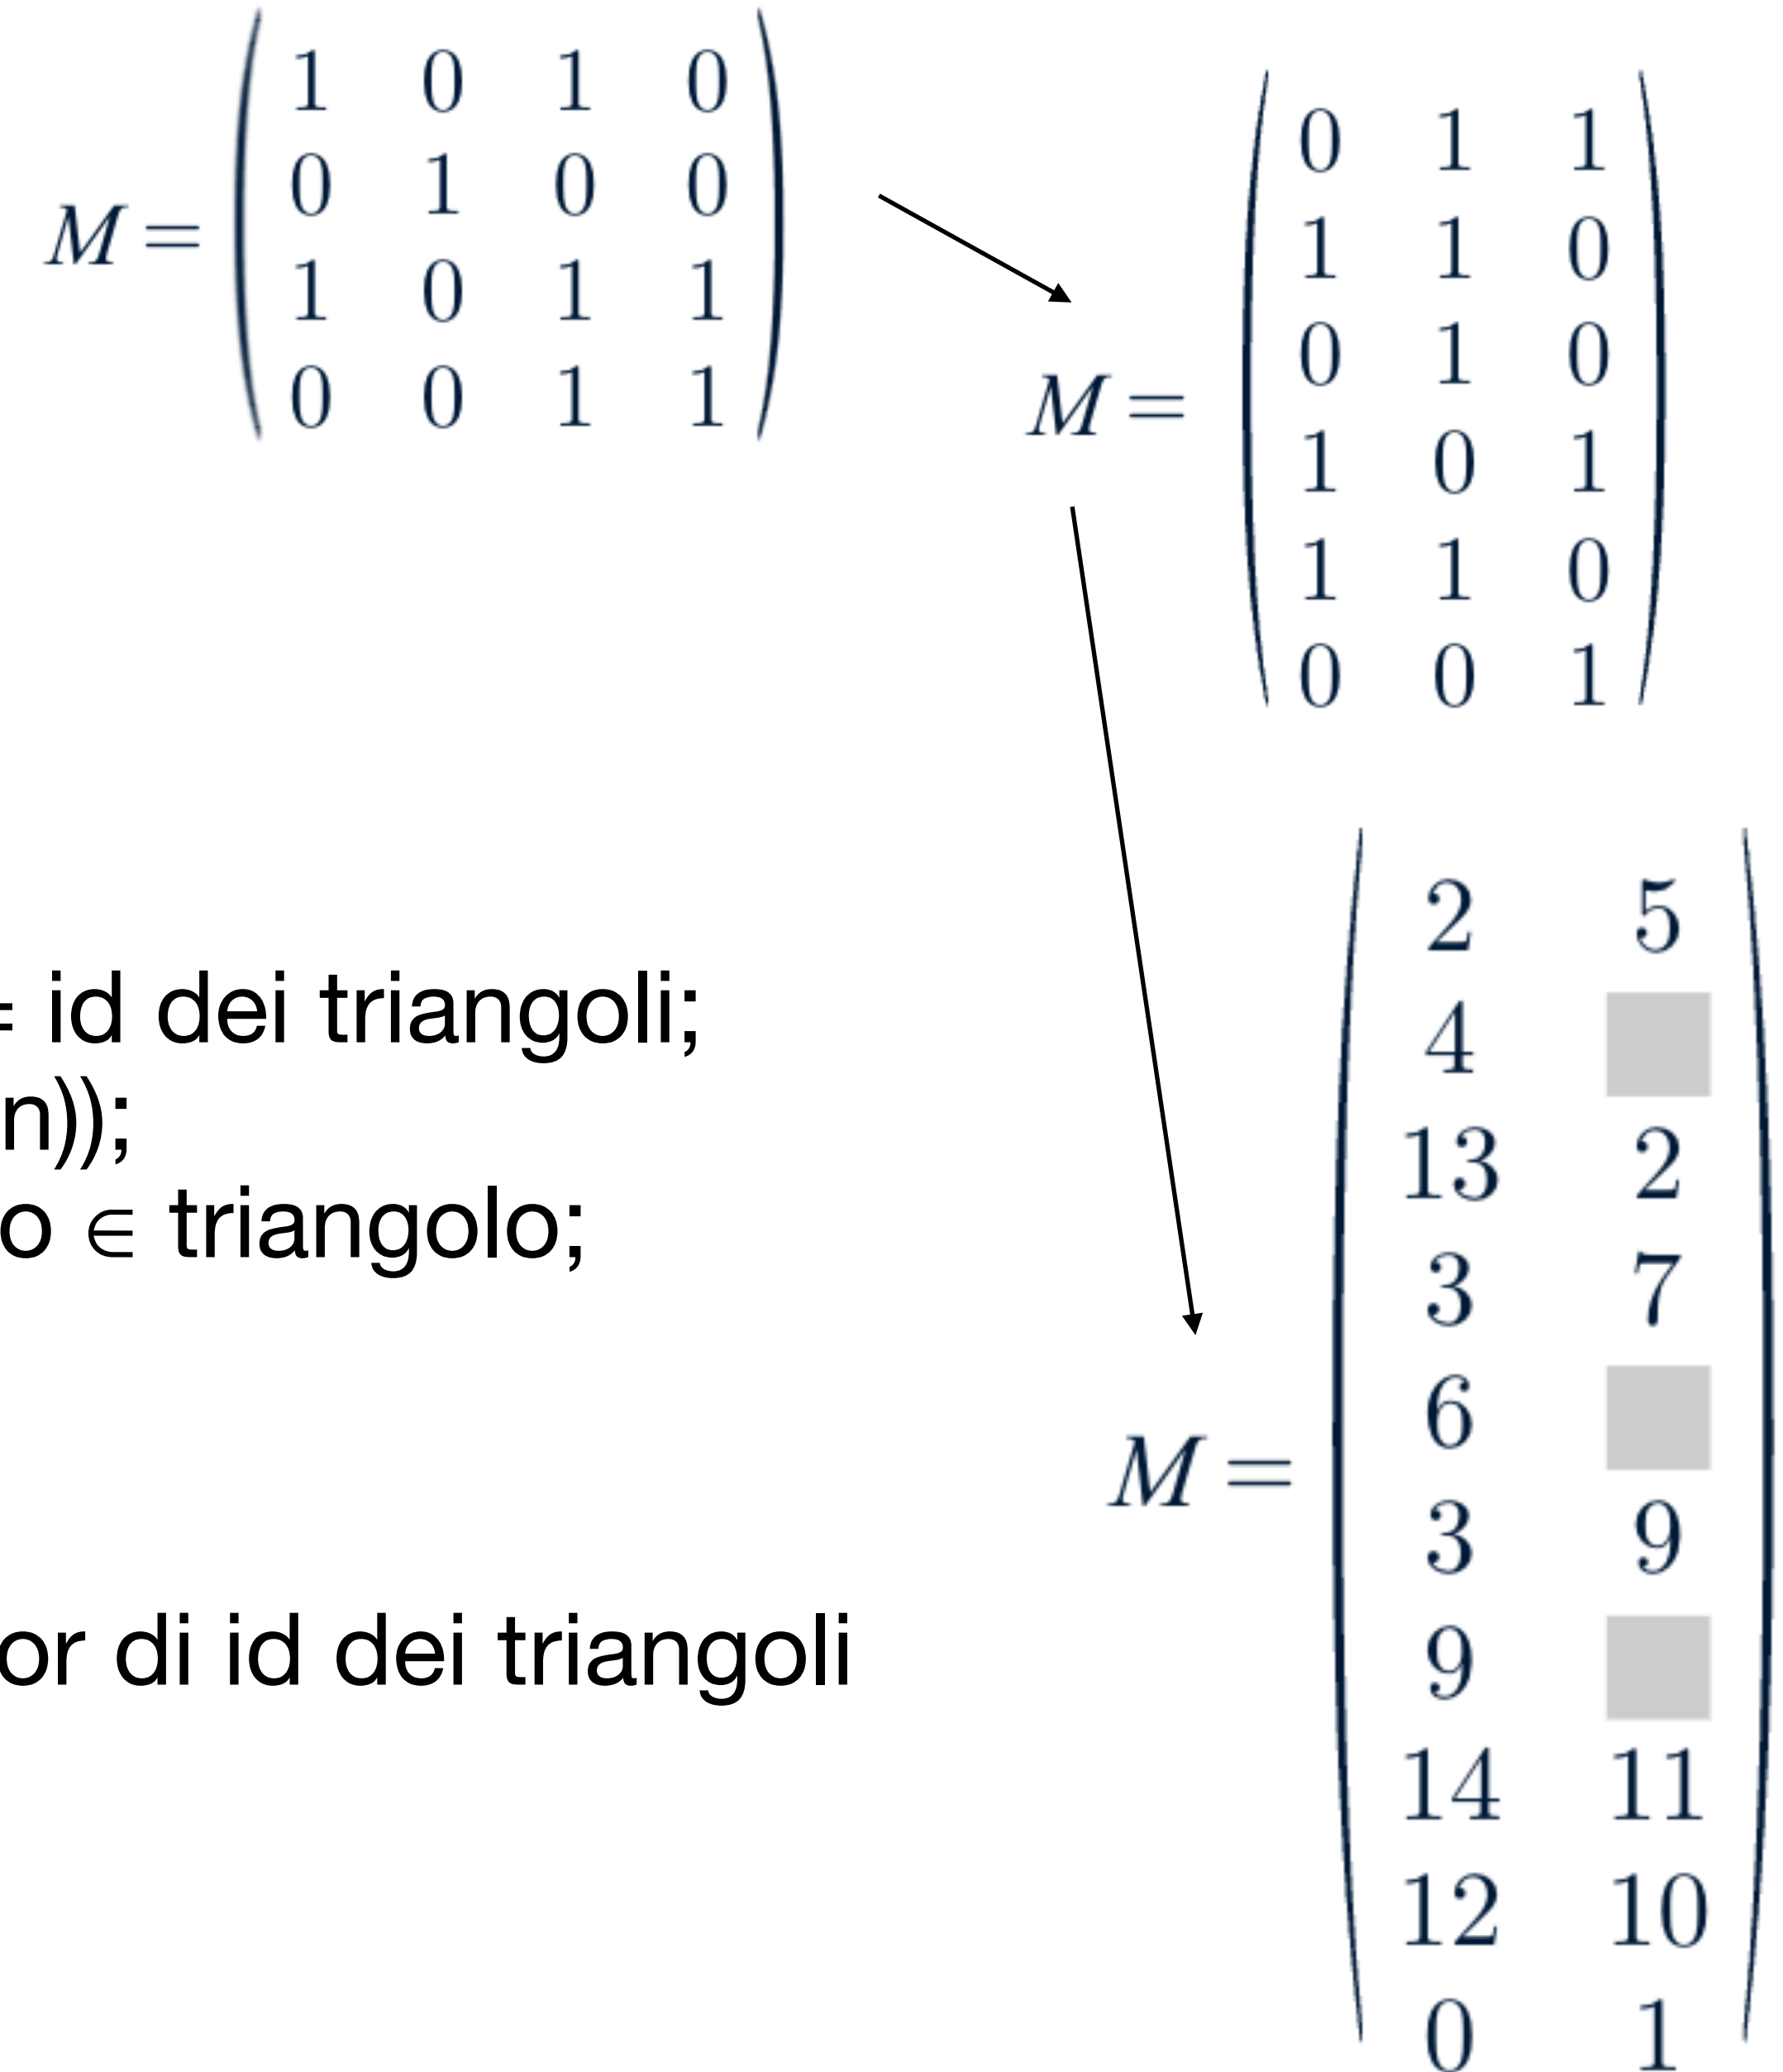 M =
1 0 1 0
0 1 0 0
1 0 1 1
0 0 1 1
M =
0 1 1
1 1 0
0 1 0
1 0 1
1 1 0
0 0 1
= id dei triangoli;
n));
o ∈ triangolo;
or di id dei triangoli
M =
2 5
4
13 2
3 7
6
3 9
9
14 11
12 10
0 1